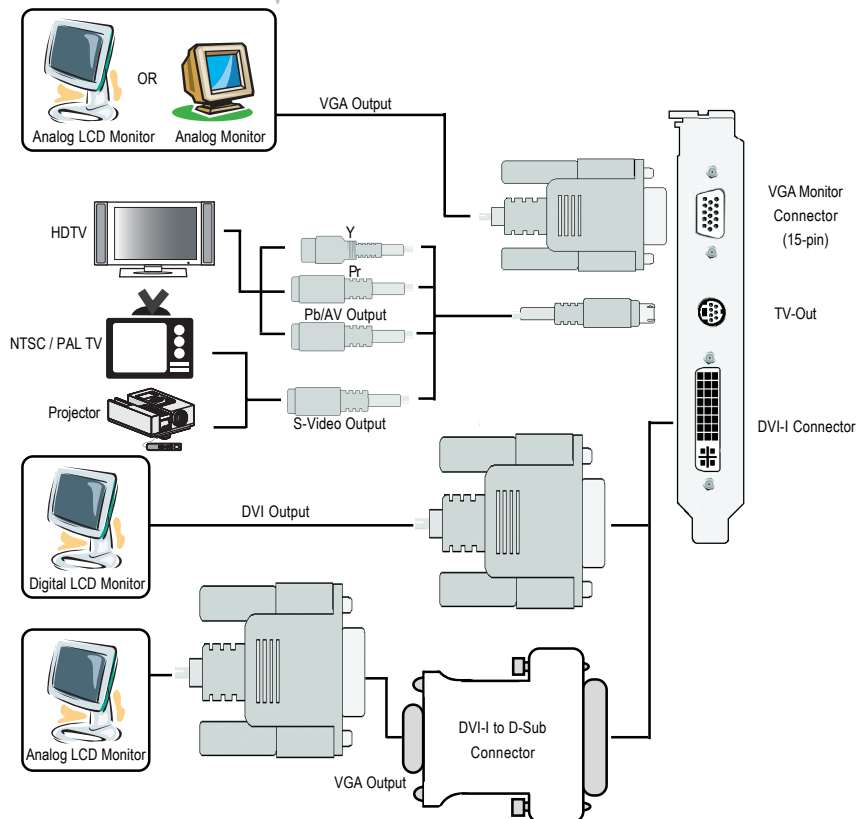 OR
Analog LCD Monitor
Analog Monitor
VGA Output
VGA Monitor
Connector
(15-pin)
HDTV
Y
Pr
Pb/AV Output
TV-Out
NTSC / PAL TV
Projector
S-Video Output
DVI-I Connector
DVI Output
Digital LCD Monitor
Analog LCD Monitor
DVI-I to D-Sub
Connector
VGA Output